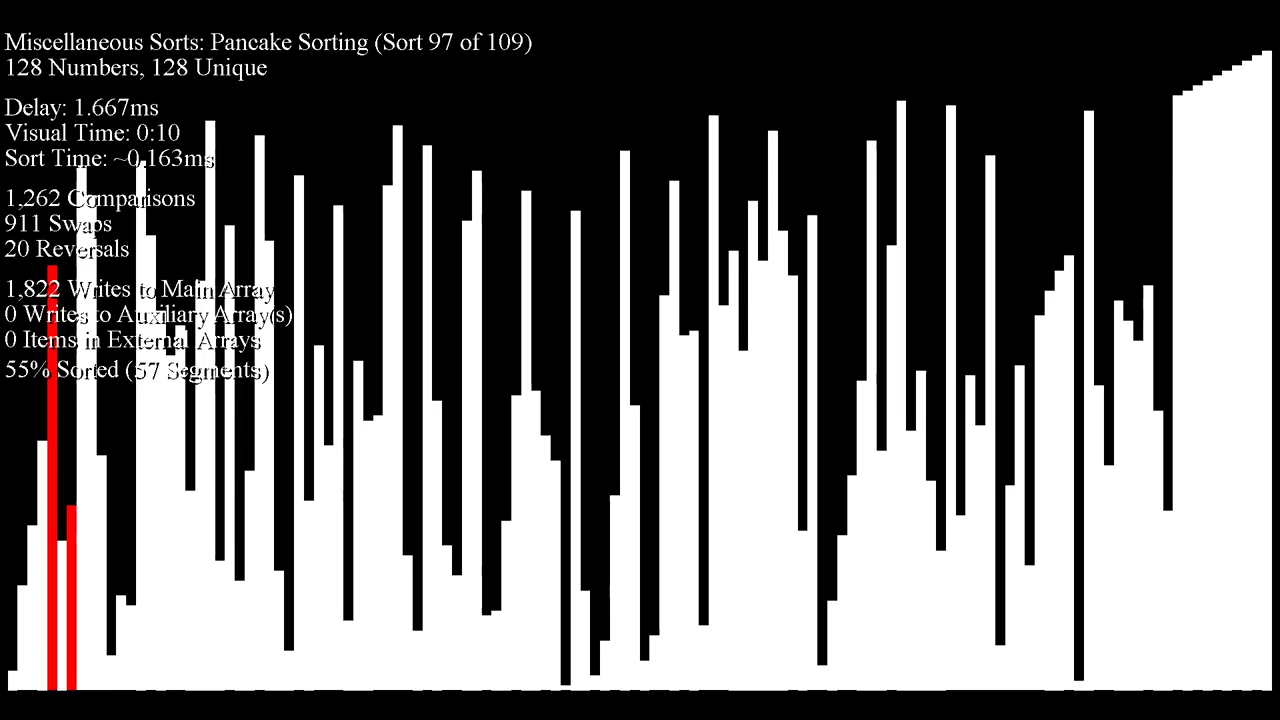 Miscellaneous Sorts: Pancake Sorting (Sort 97 of 109)
128 Numbers, 128 Unique
Delay: 1.667ms
Visual Time: 0:10
Sort Time: ~0.163ms
1,262 Comparisons
911 Swaps
20 Reversals
1,822 Writes to Main Array
0 Writes to Auxiliary Array(s)
0 Items in External Arrays
55% Sorted (57 Segments)